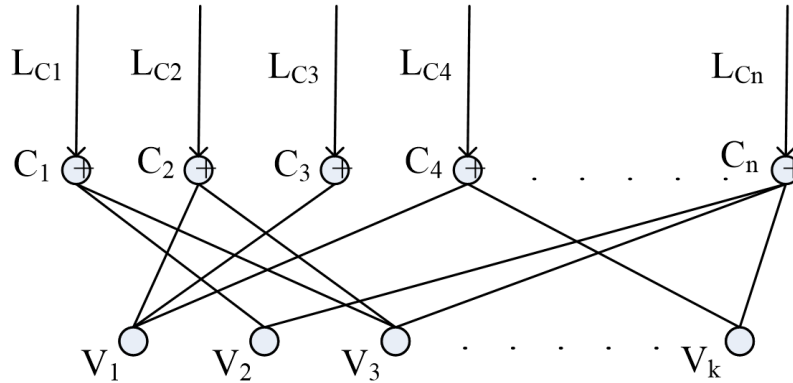 L_C1 L_C2 L_C3 L_C4 L_Cn
C_1 C_2 C_3 C_4 . . . . . . C_n
V_1 V_2 V_3 . . . . . . V_k